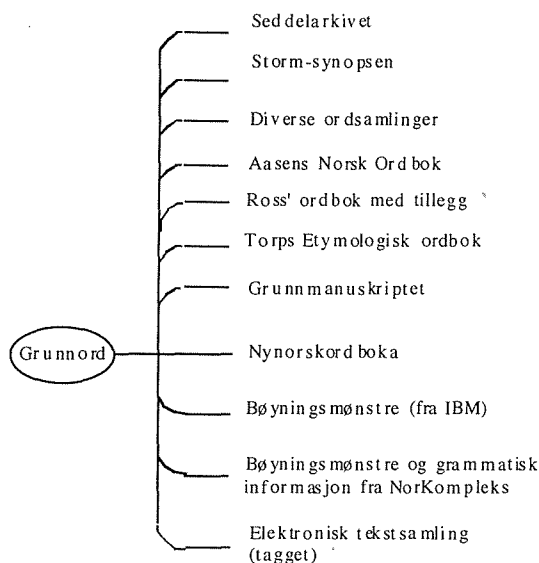 Seddelarkivet
Storm-synopsen
Diverse ordsamlinger
Aasens Norsk Ordbok
Ross' ordbok med tillegg
Torps Etymologisk ordbok
Grunnmanuskriptet
Grunnord
Nynorskordboka
Bøyningsmønstre (fra IBM)
Bøyningsmønstre og grammatisk
informasjon fra NorKompleks
Elektronisk tekstsamling
(tagget)